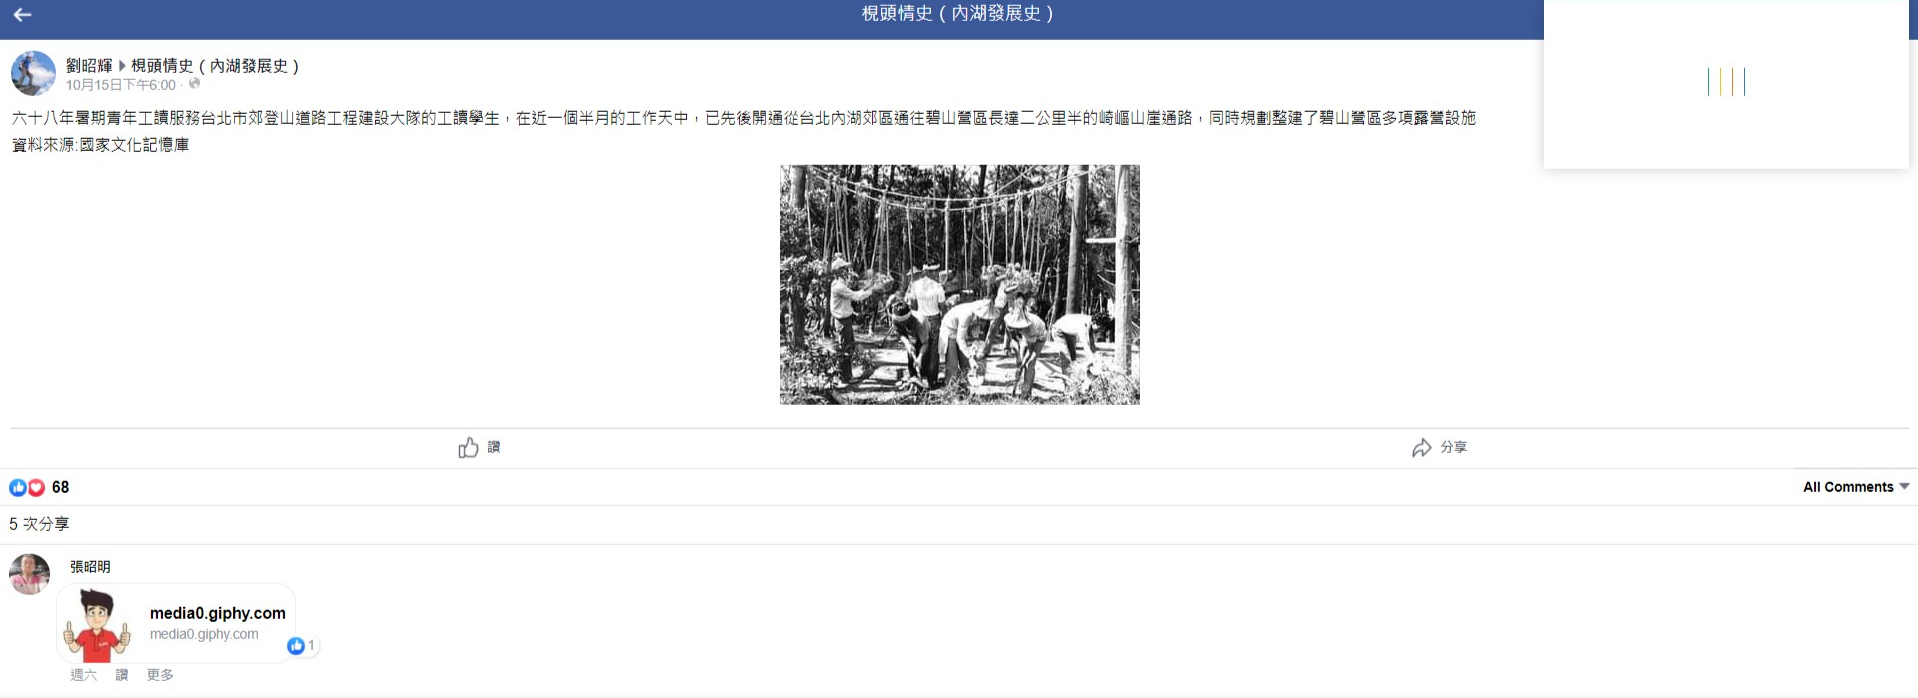 梘頭情史 ( 內湖發展史 )
劉昭輝 ▶ 梘頭情史 ( 內湖發展史 )
10月15日下午6:00 ·
六十八年暑期青年工讀服務台北市郊登山道路工程建設大隊的工讀學生，在近一個半月的工作天中，已先後開通從台北內湖郊區通往碧山營區長達二公里半的崎嶇山崖通路，同時規劃整建了碧山營區多項露營設施
資料來源:國家文化記憶庫
讚
分享
68
All Comments
5 次分享
張昭明
media0.giphy.com
media0.giphy.com
1
週六 讚 更多